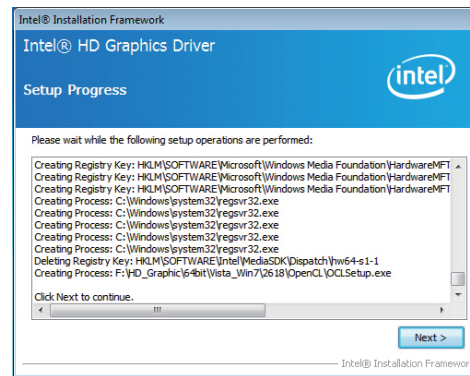 Intel® Installation Framework
Intel® HD Graphics Driver
Setup Progress
(intel)
Please wait while the following setup operations are performed:
Creating Registry Key: HKLM\SOFTWARE\Microsoft\Windows Media Foundation\HardwareMFT
Creating Registry Key: HKLM\SOFTWARE\Microsoft\Windows Media Foundation\HardwareMFT
Creating Registry Key: HKLM\SOFTWARE\Microsoft\Windows Media Foundation\HardwareMFT
Creating Process: C:\Windows\system32\regsvr32.exe
Creating Process: C:\Windows\system32\regsvr32.exe
Creating Process: C:\Windows\system32\regsvr32.exe
Creating Process: C:\Windows\system32\regsvr32.exe
Creating Process: C:\Windows\system32\regsvr32.exe
Deleting Registry Key: HKLM\SOFTWARE\Intel\MediaSDK\Dispatch\hw64-s1-1
Creating Process: F:\HD_Graphic\64bit\Vista_Win7\2618\OpenCL\OCLSetup.exe
Click Next to continue.
Next >
Intel® Installation Framewor